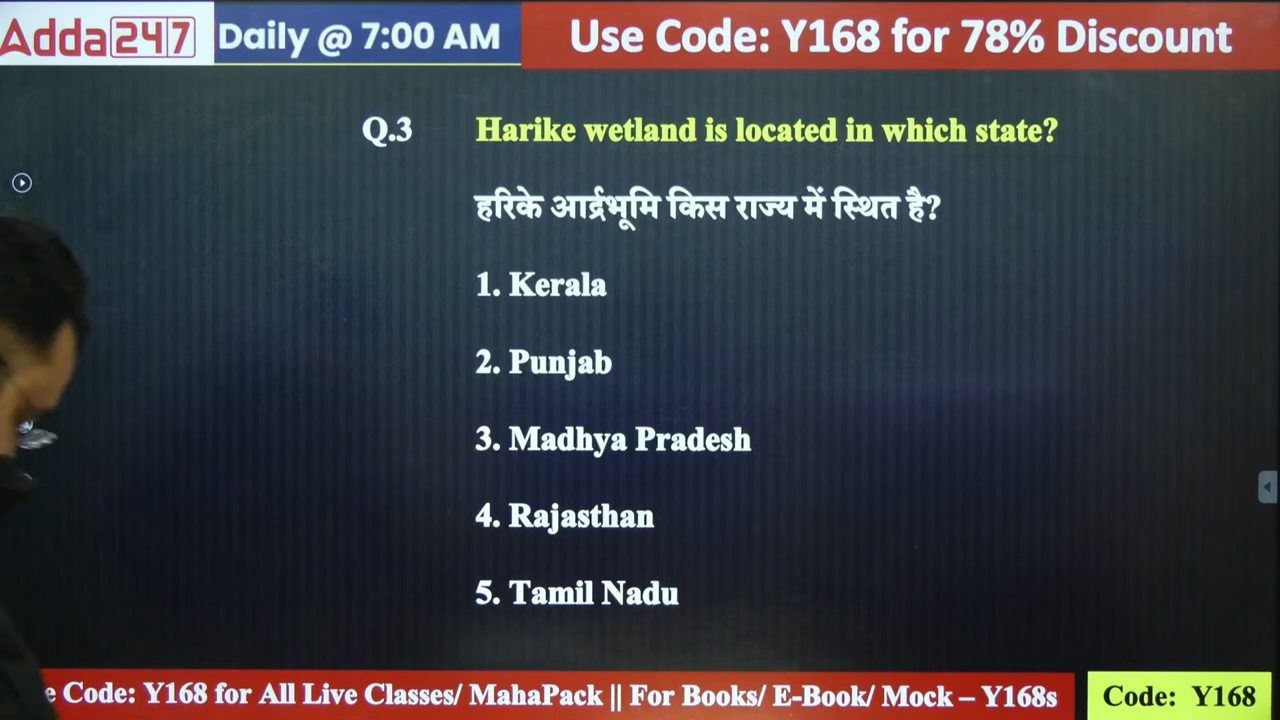 Adda247 Daily @ 7:00 AM Use Code: Y168 for 78% Discount
Q.3 Harike wetland is located in which state?
हरिके आर्द्रभूमि किस राज्य में स्थित है?
1. Kerala
2. Punjab
3. Madhya Pradesh
4. Rajasthan
5. Tamil Nadu
e Code: Y168 for All Live Classes/ MahaPack || For Books/ E-Book/ Mock – Y168s Code: Y168